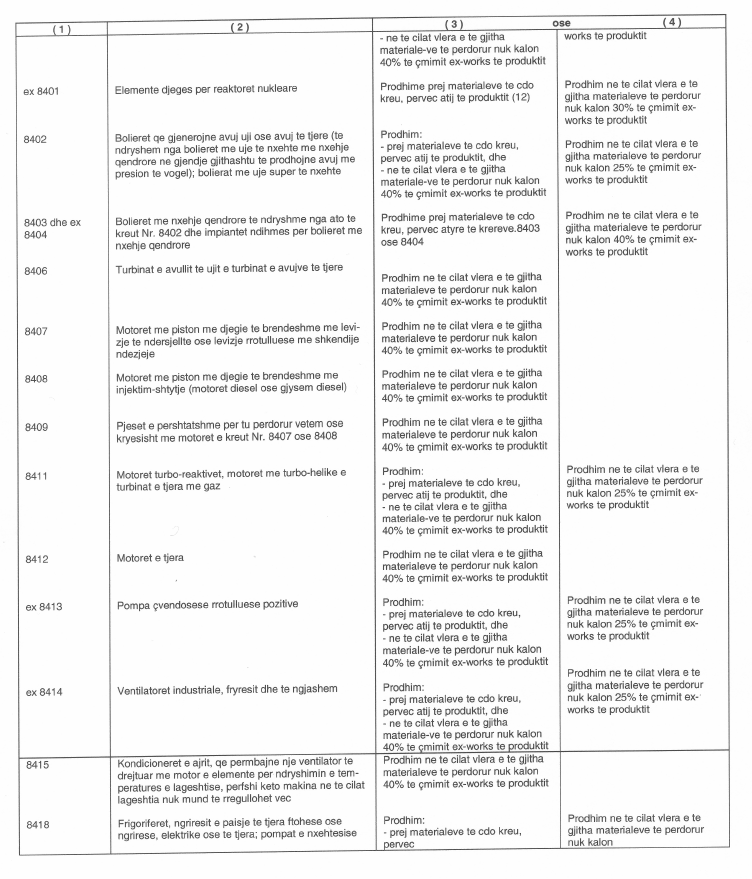 ( 1 ) ( 2 ) ( 3 ) ose ( 4 )
- ne te cilat vlera e te gjitha
materiale-ve te perdorur nuk kalon
40% te çmimit ex-works te produktit
works te produktit
ex 8401
Elemente djeges per reaktoret nukleare
Prodhime prej materialeve te cdo
kreu, pervec atij te produktit (12)
Prodhim ne te cilat vlera e te
gjitha materialeve te perdorur
nuk kalon 30% te çmimit ex-
works te produktit
8402
Bolieret qe gjenerojne avuj uji ose avuj te tjere (te
ndryshem nga bolieret me uje te nxehte me nxehje
qendrore ne gjendje gjithashtu te prodhojne avuj me
presion te vogel); bolierat me uje super te nxehte
Prodhim:
- prej materialeve te cdo kreu,
pervec atij te produktit, dhe
- ne te cilat vlera e te gjitha
materiale-ve te perdorur nuk kalon
40% te çmimit ex-works te produktit
Prodhim ne te cilat vlera e te
gjitha materialeve te perdorur
nuk kalon 25% te çmimit ex-
works te produktit
8403 dhe ex
8404
Bolieret me nxehje qendrore te ndryshme nga ato te
kreut Nr. 8402 dhe impiantet ndihmes per bolieret me
nxehje qendrore
Prodhime prej materialeve te cdo
kreu, pervec atyre te krereve.8403
ose 8404
Prodhim ne te cilat vlera e te
gjitha materialeve te perdorur
nuk kalon 40% te çmimit ex-
works te produktit
8406
Turbinat e avullit te ujit e turbinat e avujve te tjere
Prodhim ne te cilat vlera e te gjitha
materialeve te perdorur nuk kalon
40% te çmimit ex-works te produktit
8407
Motoret me piston me djegie te brendeshme me levi-
zje te ndersjellte ose levizje rrotulluese me shkendije
ndezjeje
Prodhim ne te cilat vlera e te gjitha
materialeve te perdorur nuk kalon
40% te çmimit ex-works te produktit
8408
Motoret me piston me djegie te brendeshme me
injektim-shtytje (motoret diesel ose gjysem diesel)
Prodhim ne te cilat vlera e te gjitha
materialeve te perdorur nuk kalon
40% te çmimit ex-works te produktit
8409
Pjeset e pershtatshme per tu perdorur vetem ose
kryesisht me motoret e kreut Nr. 8407 ose 8408
Prodhim ne te cilat vlera e te gjitha
materialeve te perdorur nuk kalon
40% te çmimit ex-works te produktit
8411
Motoret turbo-reaktivet, motoret me turbo-helike e
turbinat e tjera me gaz
Prodhim:
- prej materialeve te cdo kreu,
pervec atij te produktit, dhe
- ne te cilat vlera e te gjitha
materiale-ve te perdorur nuk kalon
40% te çmimit ex-works te produktit
Prodhim ne te cilat vlera e te
gjitha materialeve te perdorur
nuk kalon 25% te çmimit ex-
works te produktit
8412
Motoret e tjera
Prodhim ne te cilat vlera e te gjitha
materialeve te perdorur nuk kalon
40% te çmimit ex-works te produktit
ex 8413
Pompa çvendosese rrotulluese pozitive
Prodhim:
- prej materialeve te cdo kreu,
pervec atij te produktit, dhe
- ne te cilat vlera e te gjitha
materiale-ve te perdorur nuk kalon
40% te çmimit ex-works te produktit
Prodhim ne te cilat vlera e te
gjitha materialeve te perdorur
nuk kalon 25% te çmimit ex-
works te produktit
ex 8414
Ventilatoret industriale, fryresit dhe te ngjashem
Prodhim:
- prej materialeve te cdo kreu,
pervec atij te produktit, dhe
- ne te cilat vlera e te gjitha
materiale-ve te perdorur nuk kalon
40% te çmimit ex-works te produktit
Prodhim ne te cilat vlera e te
gjitha materialeve te perdorur
nuk kalon 25% te çmimit ex-
works te produktit
8415
Kondicioneret e ajrit, qe permbajne nje ventilator te
drejtuar me motor e elemente per ndryshimin e tem-
peratures e lageshtise, perfshi keto makina ne te cilat
lageshtia nuk mund te rregullohet vec
Prodhim ne te cilat vlera e te gjitha
materialeve te perdorur nuk kalon
40% te çmimit ex-works te produktit
8418
Frigoriferet, ngriresit e paisje te tjera ftohese ose
ngrirese, elektrike ose te tjera; pompat e nxehtesise
Prodhim:
- prej materialeve te cdo kreu,
pervec
Prodhim ne te cilat vlera e te
gjitha materialeve te perdorur
nuk kalon